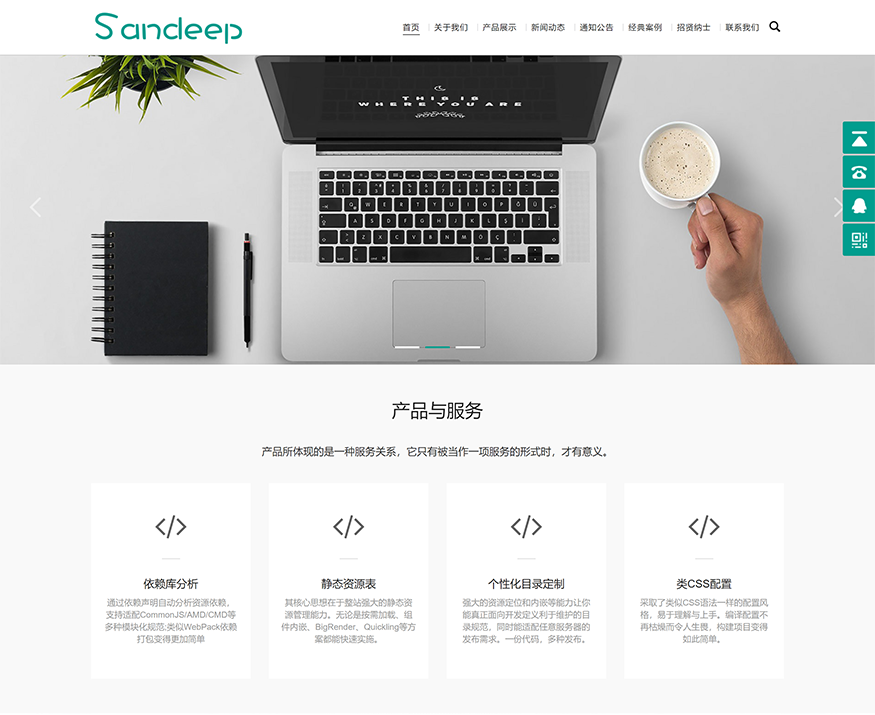 Sandeep
首页 关于我们 产品展示 新闻动态 通知公告 经典案例 招贤纳士 联系我们
THIS IS
WHERE YOU ARE
产品与服务
产品所体现的是一种服务关系，它只有被当作一项服务的形式时，才有意义。
依赖库分析
通过依赖声明自动分析资源依赖，
支持适配CommonJS/AMD/CMD等
多种模块化规范;类似WebPack依赖
打包变得更加简单
静态资源表
其核心思想在于整站强大的静态资
源管理能力。无论是按需加载、组
件内嵌、BigRender、Quickling等方
案都能快速实施。
个性化目录定制
强大的资源定位和内嵌等能力让你
能真正面向开发定义利于维护的目
录规范，同时能适配任意服务器的
发布需求。一份代码，多种发布。
类CSS配置
采取了类似CSS语法一样的配置风
格，易于理解与上手。编译配置不
再枯燥而令人生畏，构建项目变得
如此简单。